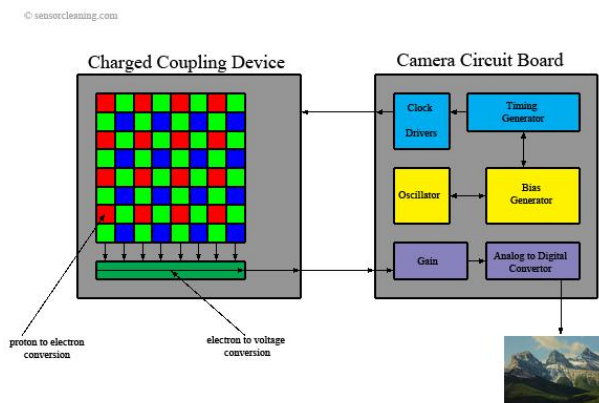 © sensorcleaning.com
Charged Coupling Device
Camera Circuit Board
Clock
Drivers
Timing
Generator
Oscillator
Bias
Generator
Gain
Analog to Digital
Convertor
proton to electron
conversion
electron to voltage
conversion